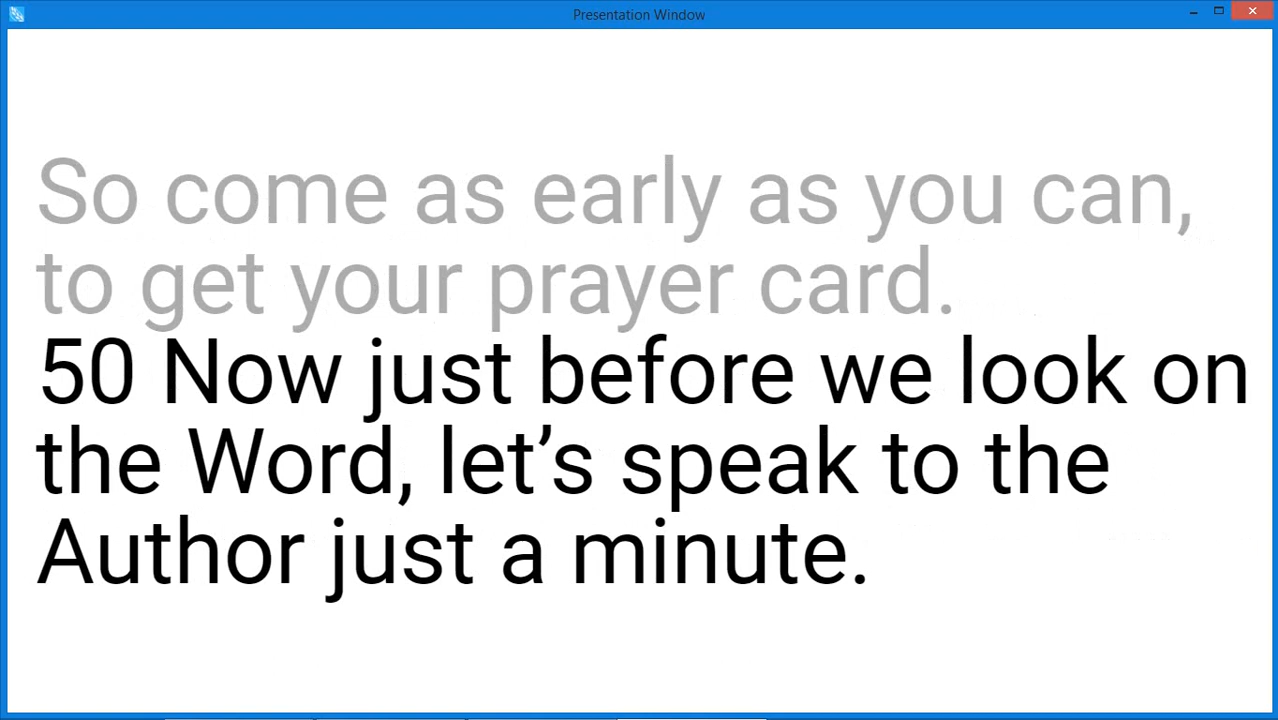 Presentation Window
So come as early as you can,
to get your prayer card.
50 Now just before we look on
the Word, let’s speak to the
Author just a minute.